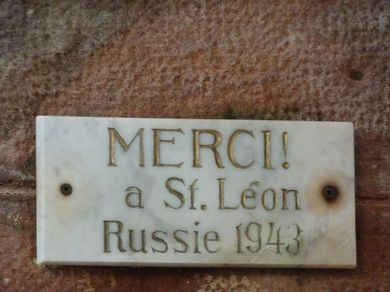 MERCI!
a St. Léon
Russie 1943